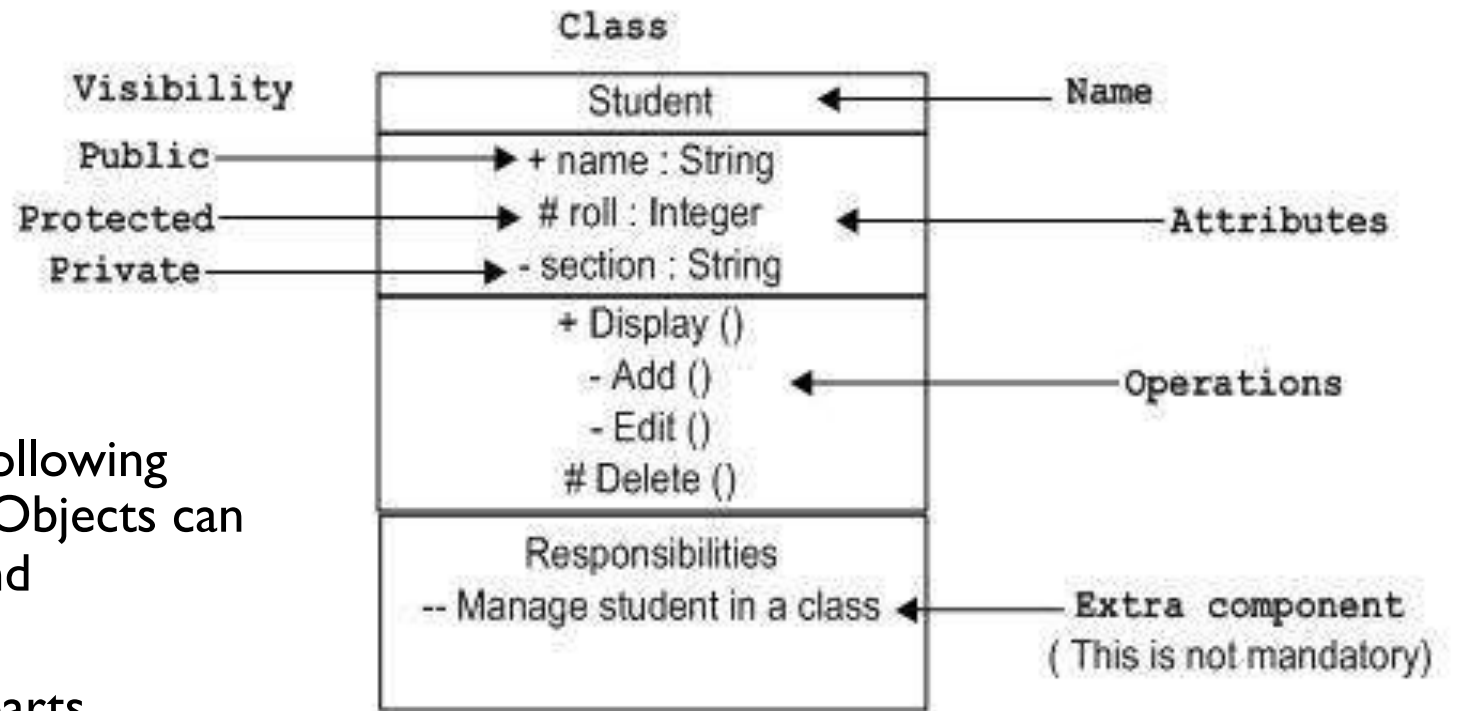 Class
Visibility
Student
Name
Public
+ name : String
Protected
# roll : Integer
Attributes
Private
- section : String
+ Display ()
- Add ()
Operations
- Edit ()
# Delete ()
ollowing
Objects can
nd
Responsibilities
-- Manage student in a class
Extra component
( This is not mandatory)
arts